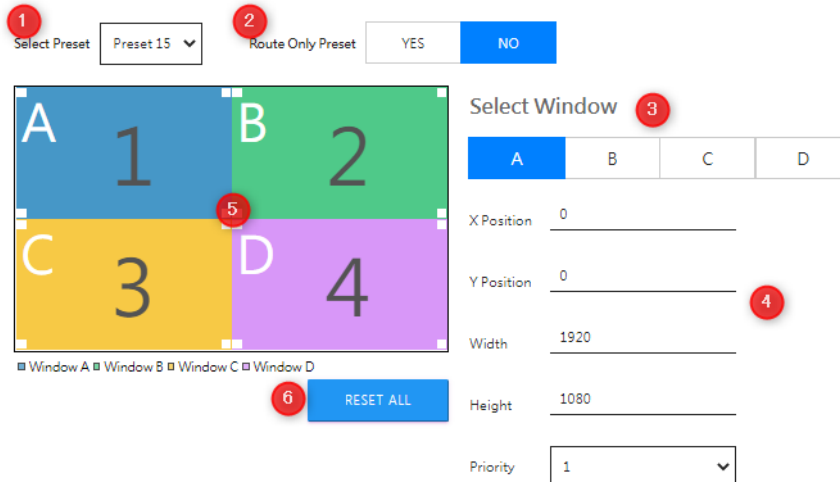 1
2
Select Preset Preset 15 Route Only Preset YES NO
Select Window 3
A B C D
A 1 B 2
5
C 3 D 4
X Position 0
Y Position 0
4
Width 1920
Height 1080
Priority 1
Window A Window B Window C Window D
6 RESET ALL